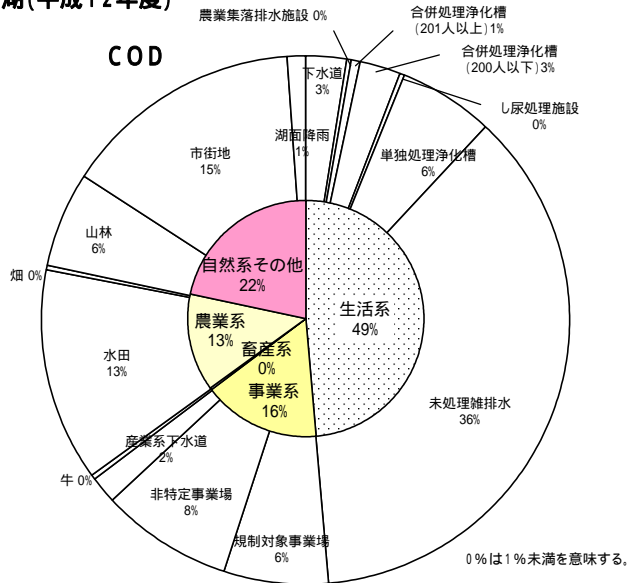 湖(平成12年度)
COD
農業集落排水施設 0%
合併処理浄化槽
(201人以上)1%
合併処理浄化槽
(200人以下)3%
し尿処理施設
0%
下水道
3%
単独処理浄化槽
6%
湖面降雨
1%
市街地
15%
山林
6%
畑 0%
水田
13%
牛 0%
自然系その他
22%
生活系
49%
農業系
13%
畜産系
0%
事業系
16%
未処理雑排水
36%
産業系下水道
2%
非特定事業場
8%
規制対象事業場
6%
0%は1%未満を意味する。